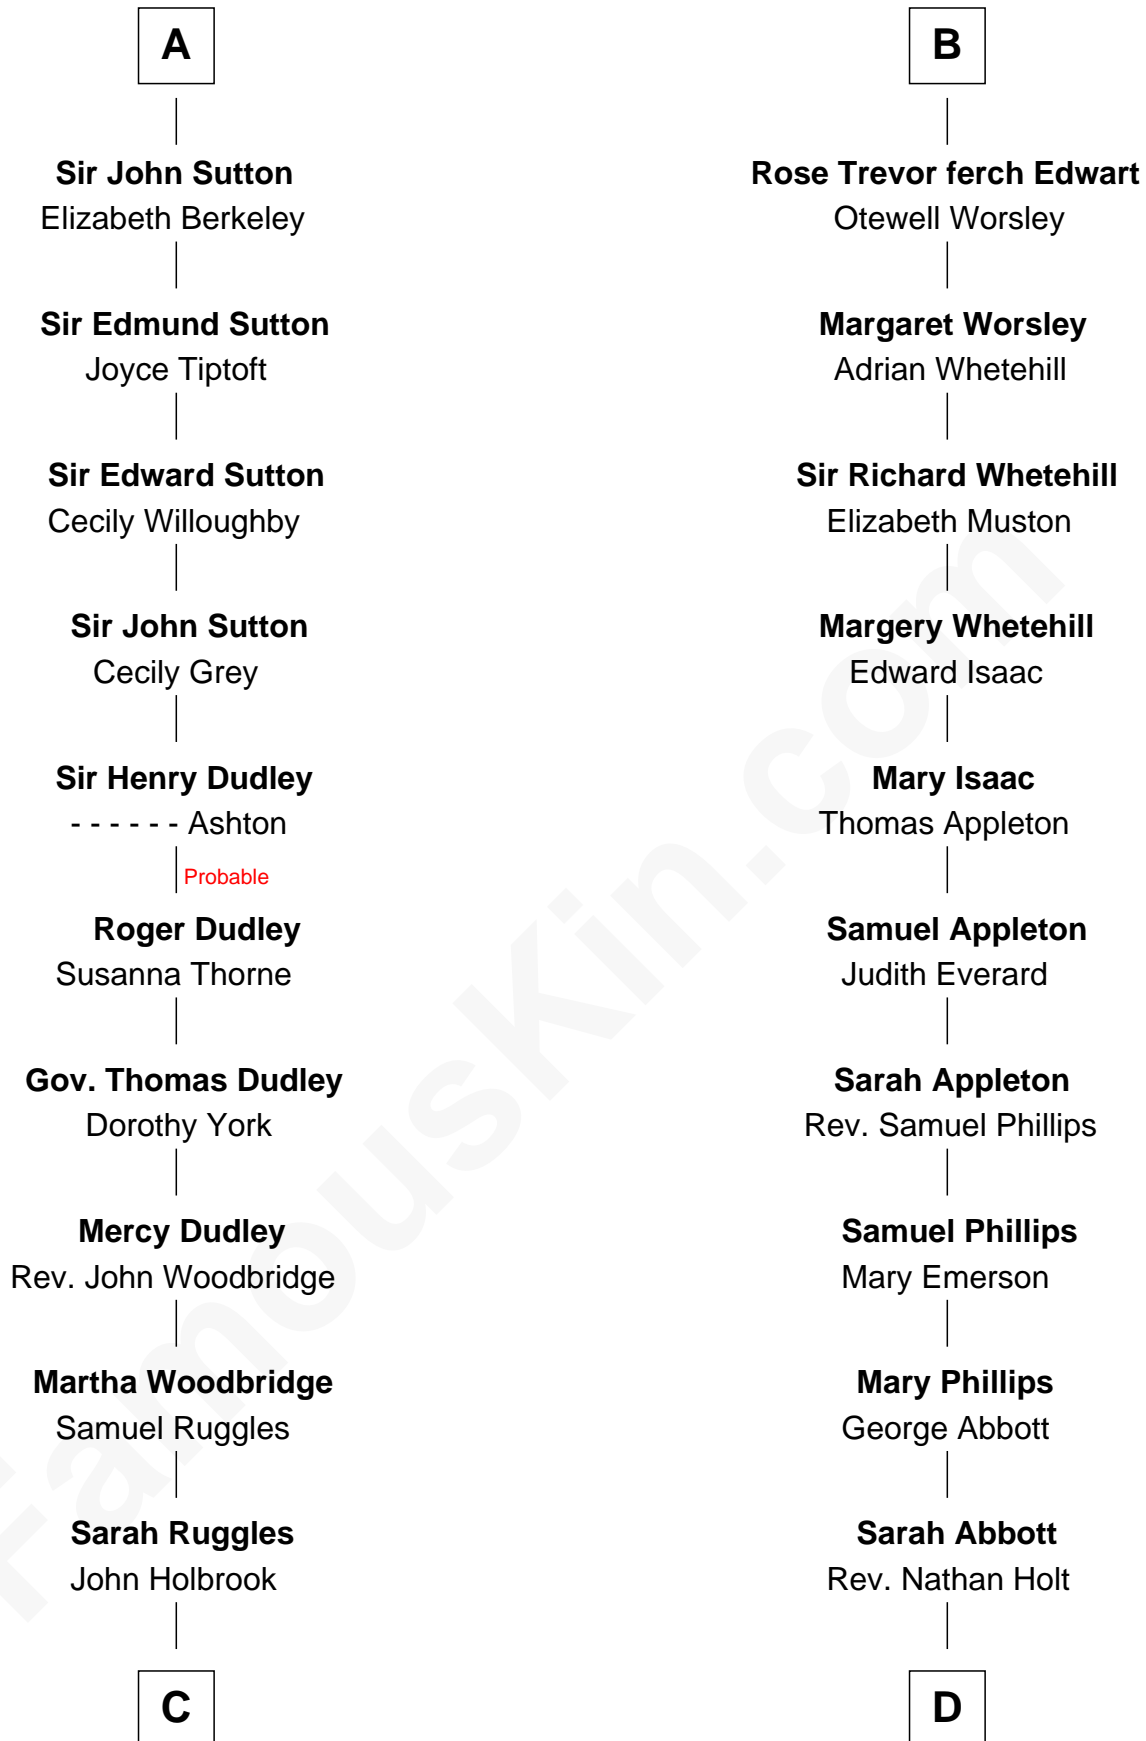 A
Sir John Sutton
Elizabeth Berkeley
Sir Edmund Sutton
Joyce Tiptoft
Sir Edward Sutton
Cecily Willoughby
Sir John Sutton
Cecily Grey
Sir Henry Dudley
- - - - - - Ashton
Probable
Roger Dudley
Susanna Thorne
Gov. Thomas Dudley
Dorothy York
Mercy Dudley
Rev. John Woodbridge
Martha Woodbridge
Samuel Ruggles
Sarah Ruggles
John Holbrook
C
B
Rose Trevor ferch Edwart
Otewell Worsley
Margaret Worsley
Adrian Whetehill
Sir Richard Whetehill
Elizabeth Muston
Margery Whetehill
Edward Isaac
Mary Isaac
Thomas Appleton
Samuel Appleton
Judith Everard
Sarah Appleton
Rev. Samuel Phillips
Samuel Phillips
Mary Emerson
Mary Phillips
George Abbott
Sarah Abbott
Rev. Nathan Holt
D
FamousKin.com